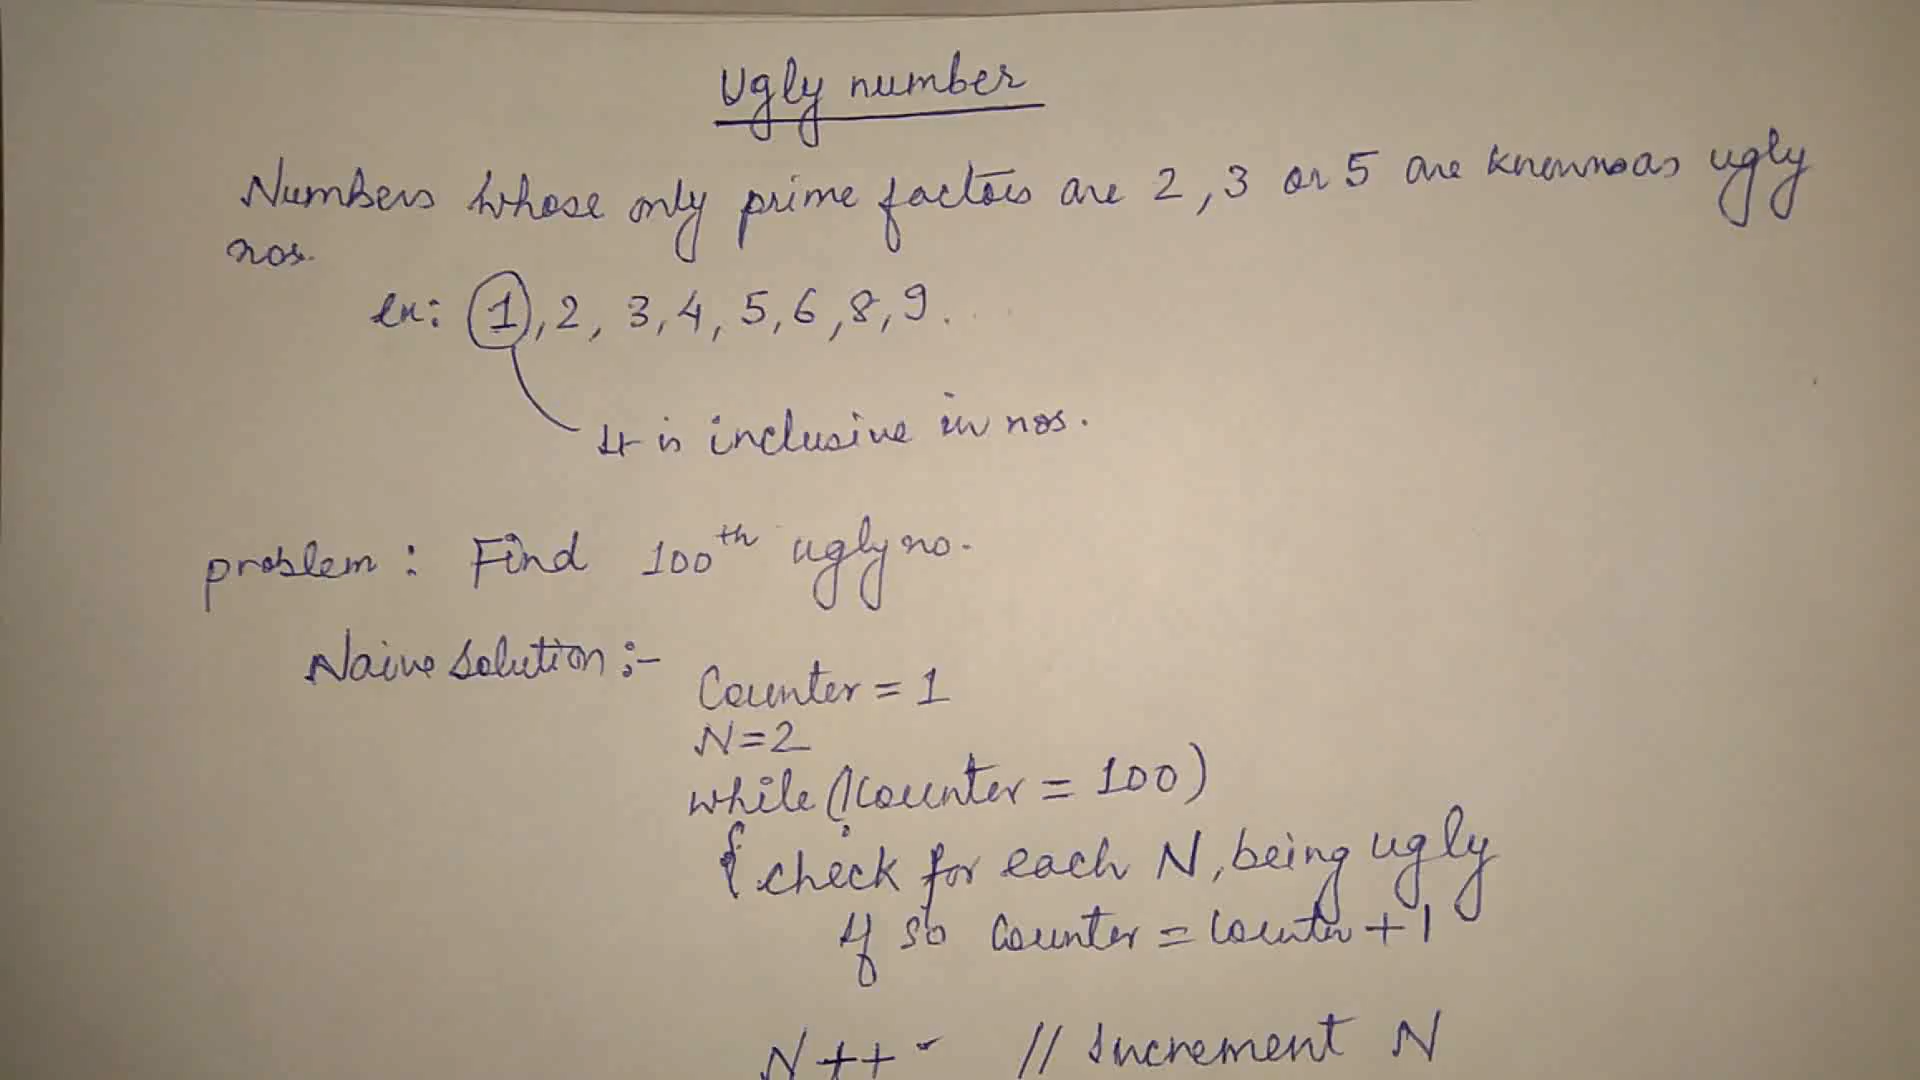 Ugly number
Numbers whose only prime factors are 2, 3 or 5 are known as ugly
nos.
ex: 1, 2, 3, 4, 5, 6, 8, 9. . . .
It is inclusive in nos.
problem: Find 100th ugly no.
Naive Solution :-
Counter = 1
N=2
while (!counter = 100)
{ check for each N, being ugly
If so Counter = Counter + 1
N++ // Increment N